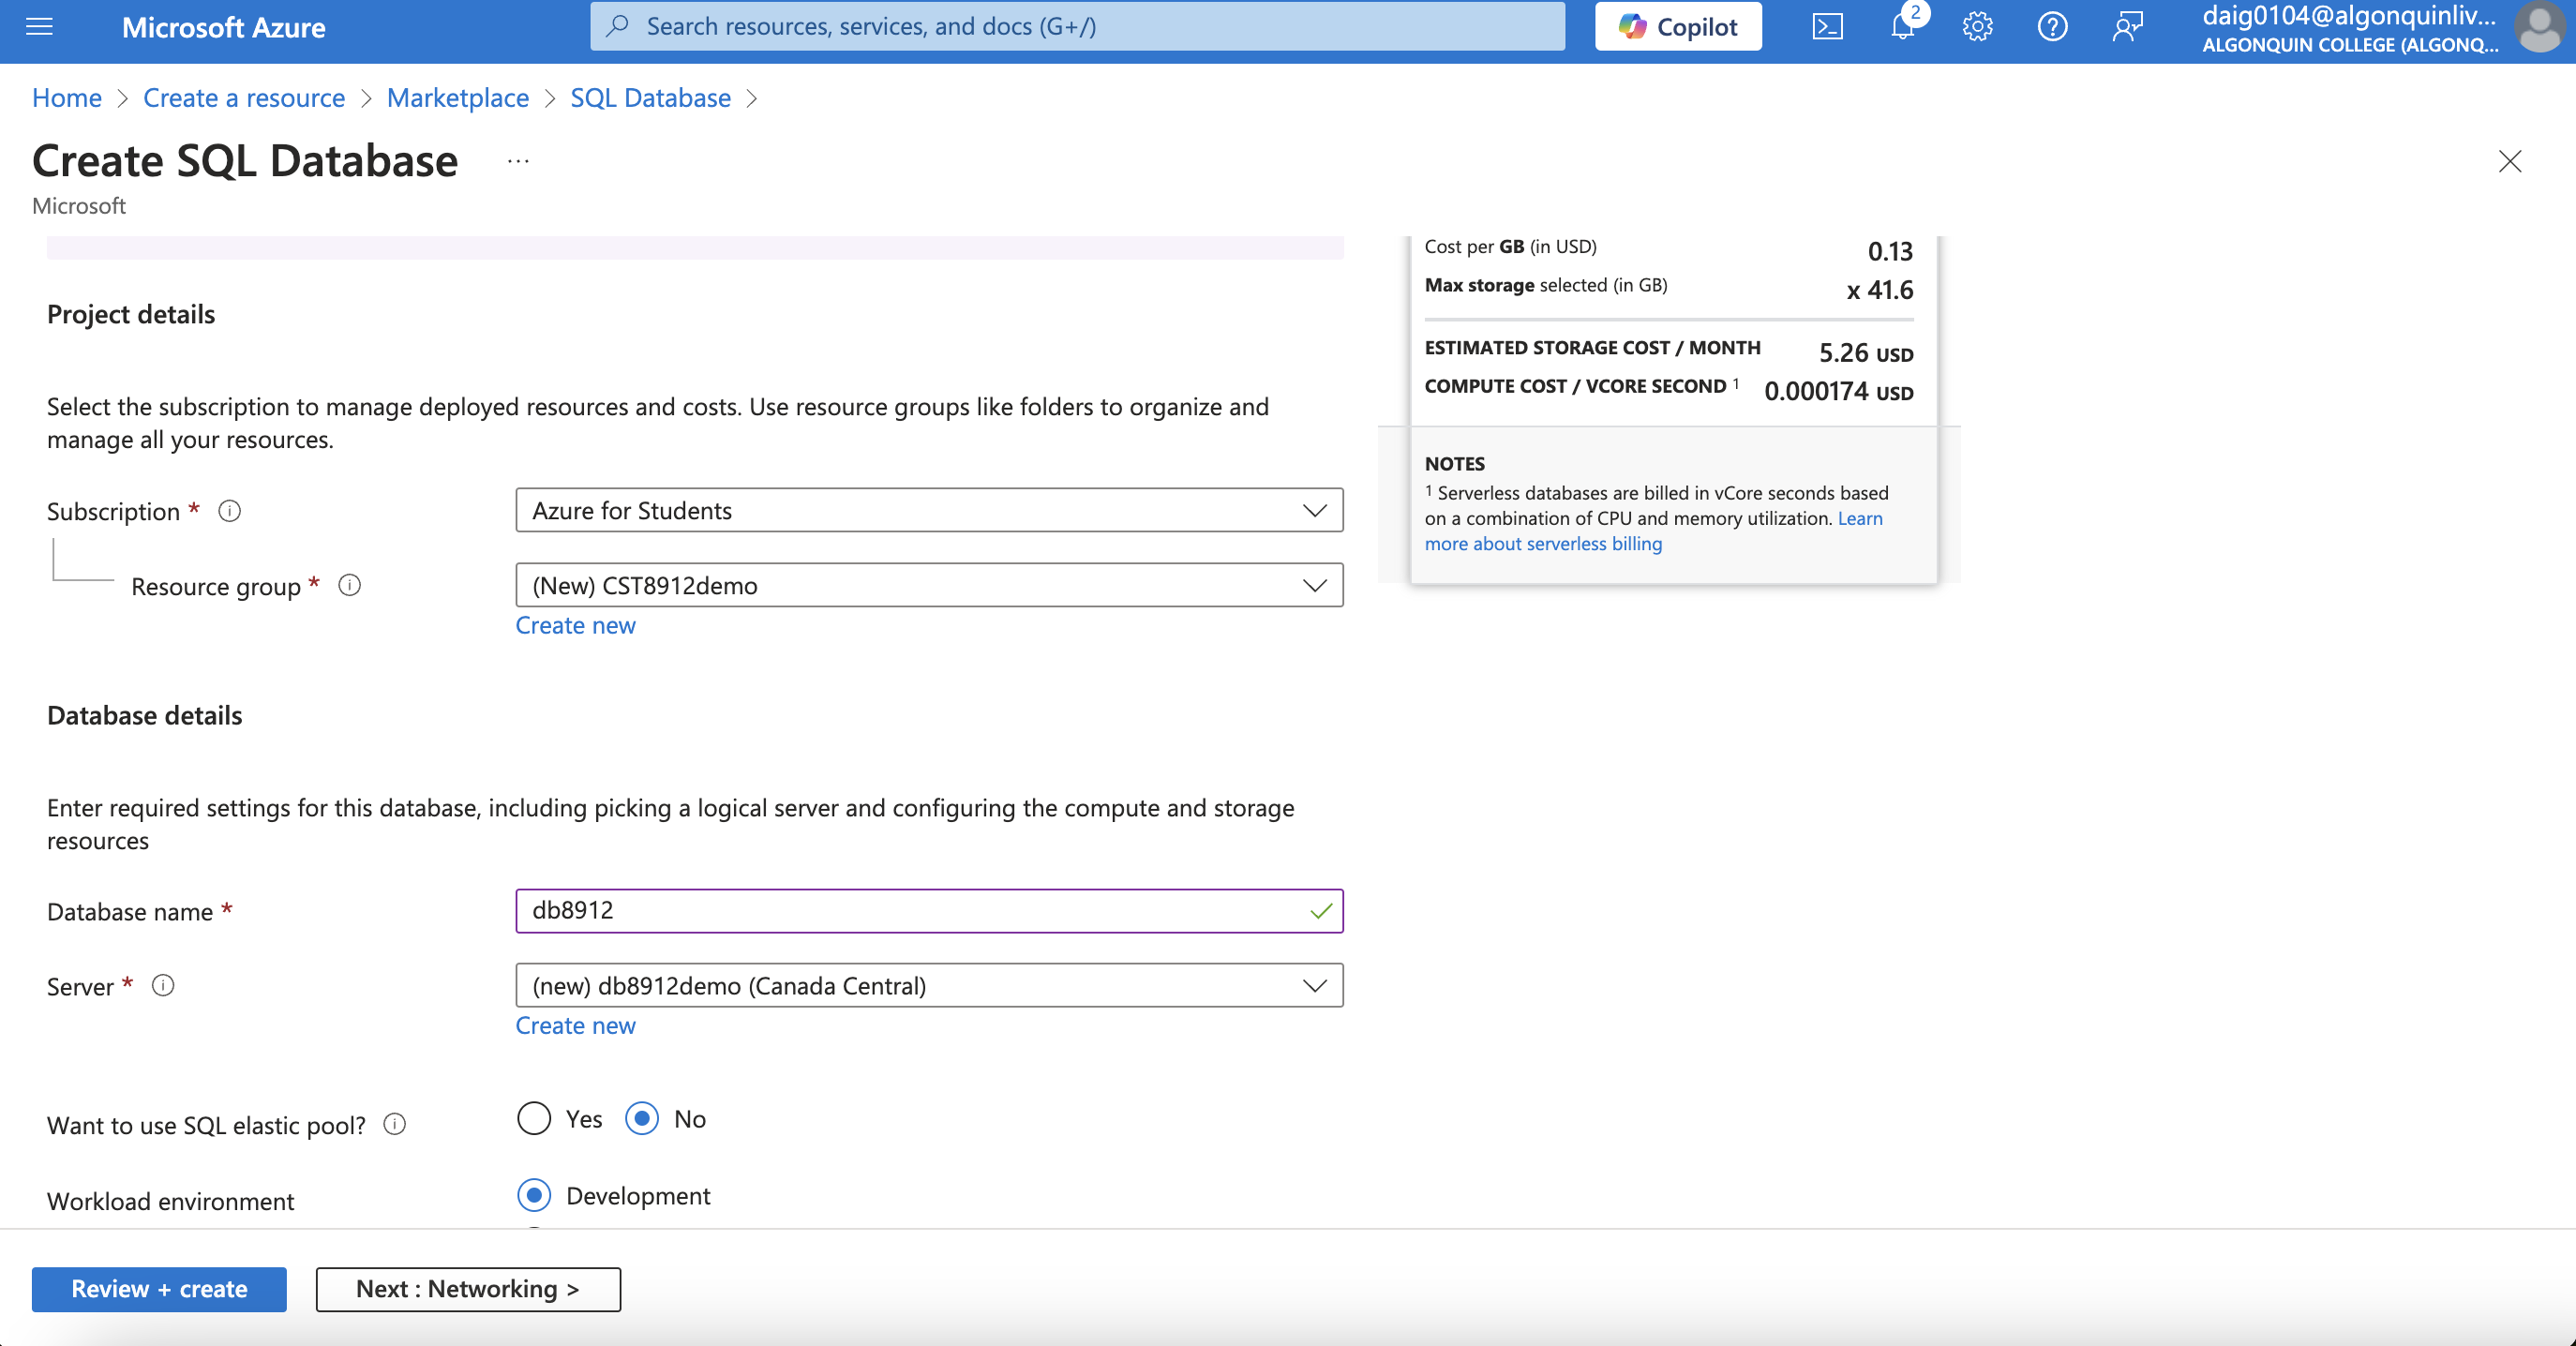 Microsoft Azure
Search resources, services, and docs (G+/)
Copilot
2
daig0104@algonquinliv...
ALGONQUIN COLLEGE (ALGONQ...
Home > Create a resource > Marketplace > SQL Database >
Create SQL Database ...
Microsoft
Project details
Select the subscription to manage deployed resources and costs. Use resource groups like folders to organize and
manage all your resources.
Subscription *
Azure for Students
Resource group *
(New) CST8912demo
Create new
Database details
Enter required settings for this database, including picking a logical server and configuring the compute and storage
resources
Database name *
db8912
Server *
(new) db8912demo (Canada Central)
Create new
Want to use SQL elastic pool?
Yes No
Workload environment
Development
Cost per GB (in USD) 0.13
Max storage selected (in GB) x 41.6
ESTIMATED STORAGE COST / MONTH 5.26 USD
COMPUTE COST / VCORE SECOND ¹ 0.000174 USD
NOTES
¹ Serverless databases are billed in vCore seconds based
on a combination of CPU and memory utilization. Learn
more about serverless billing
Review + create
Next : Networking >